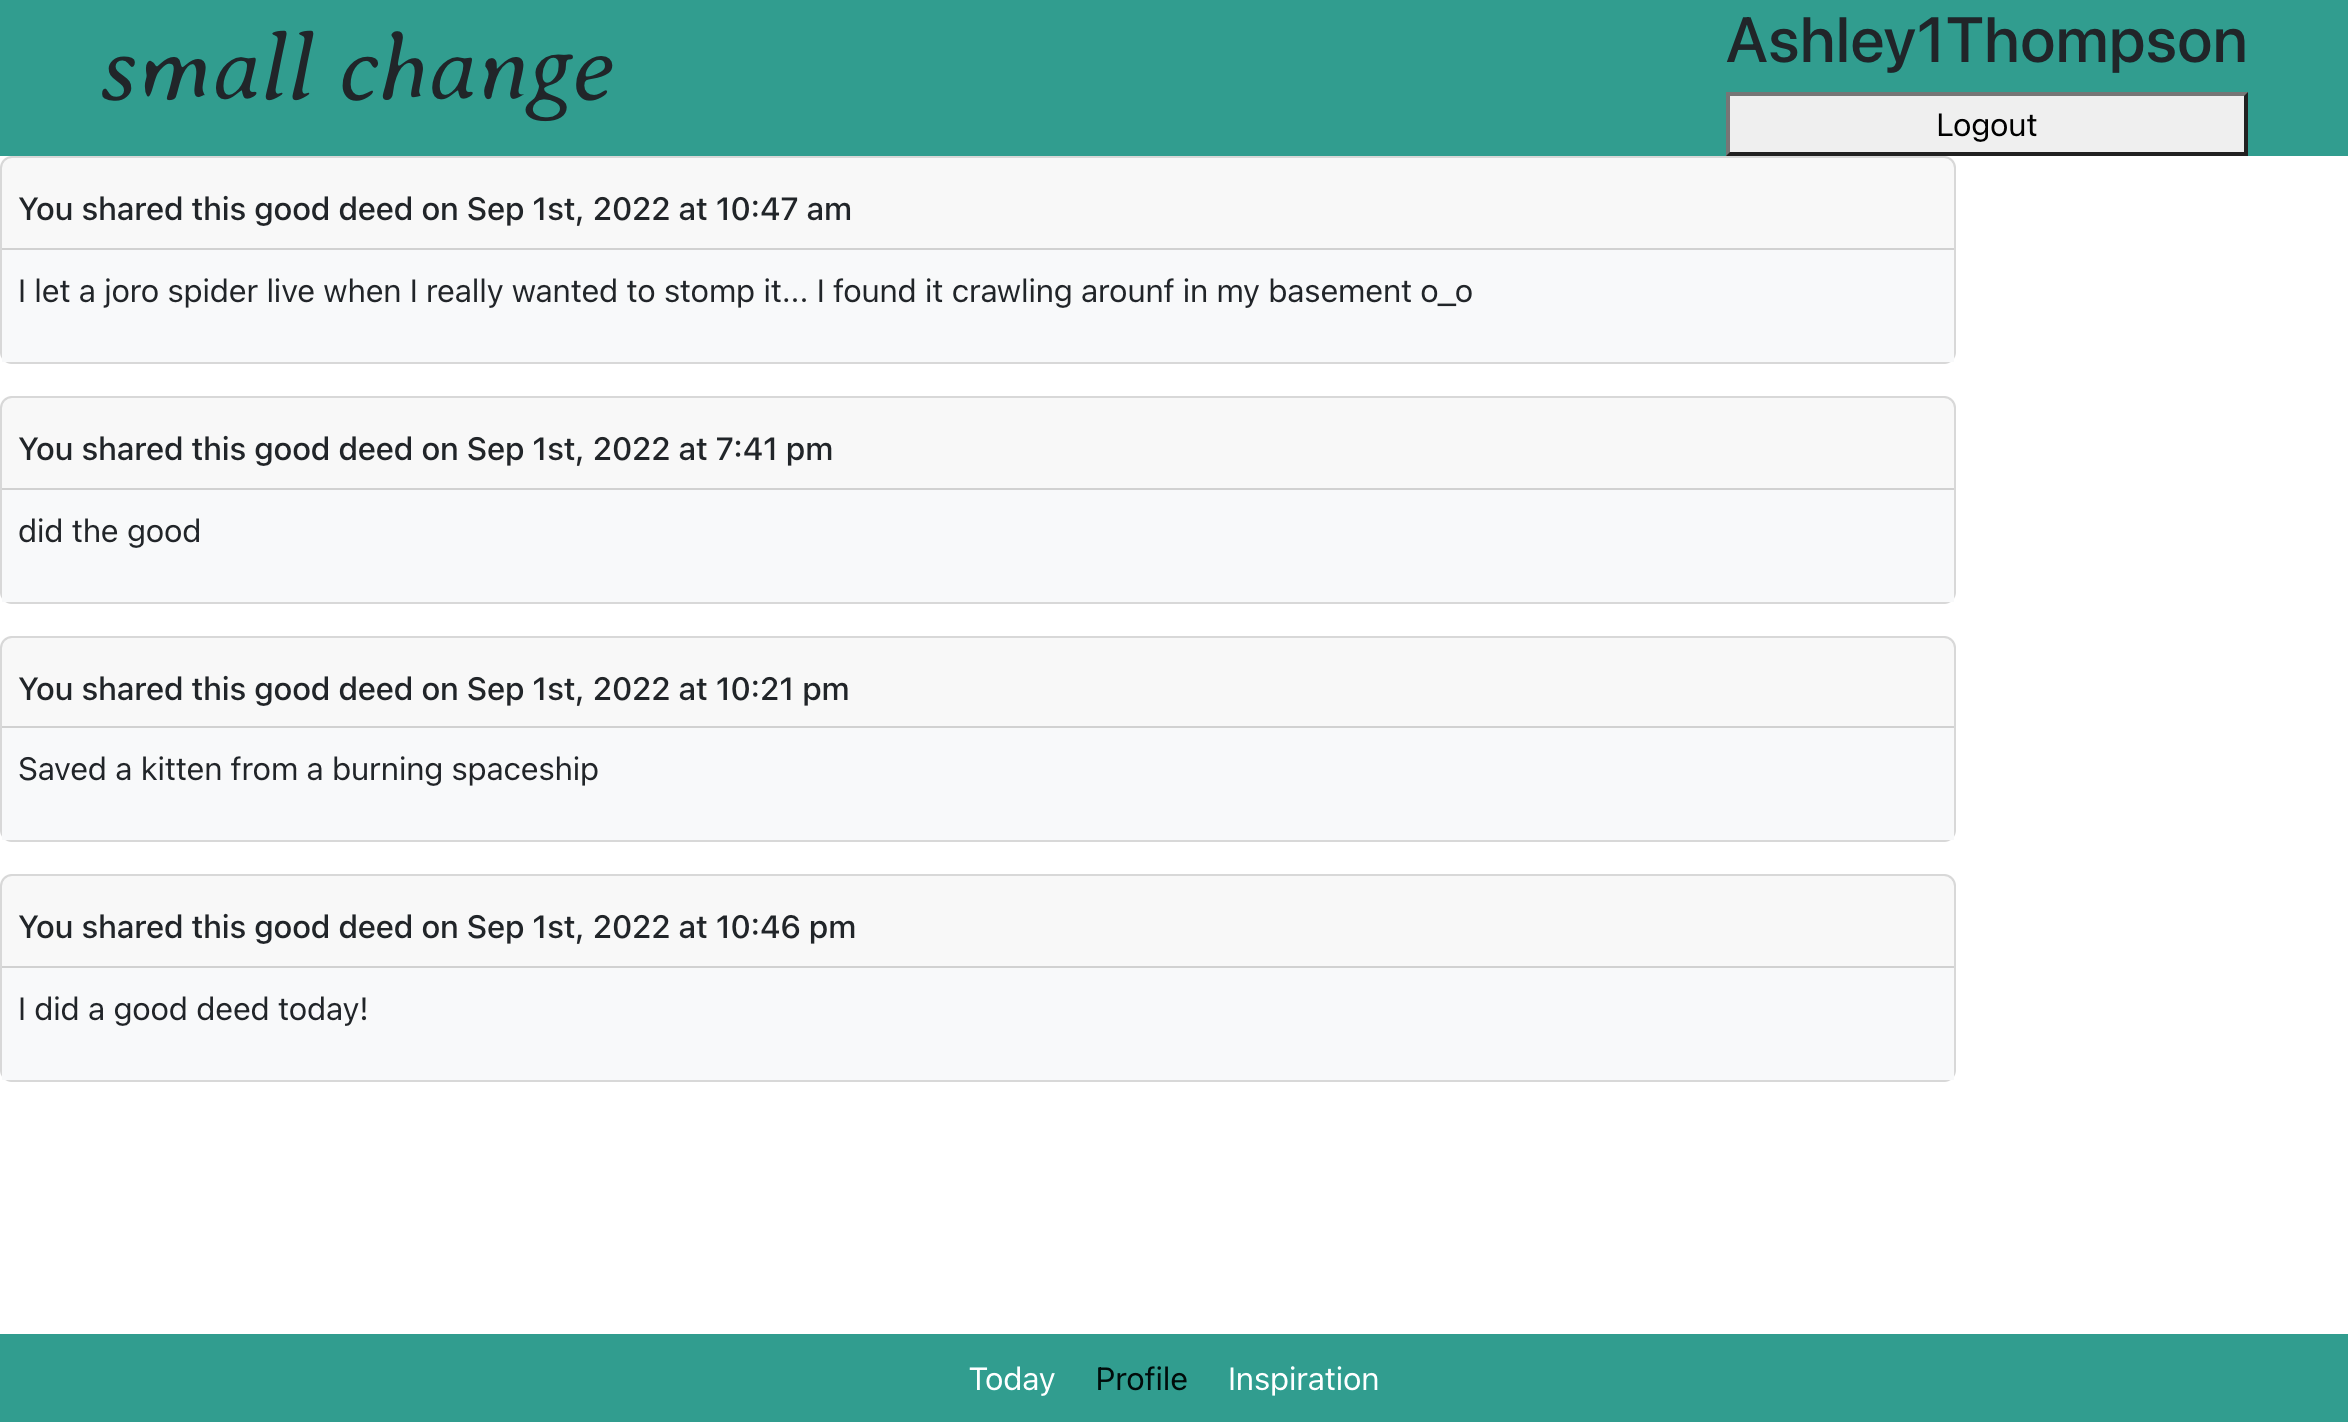 small change
Ashley1Thompson
Logout
You shared this good deed on Sep 1st, 2022 at 10:47 am
I let a joro spider live when I really wanted to stomp it... I found it crawling arounf in my basement o_o
You shared this good deed on Sep 1st, 2022 at 7:41 pm
did the good
You shared this good deed on Sep 1st, 2022 at 10:21 pm
Saved a kitten from a burning spaceship
You shared this good deed on Sep 1st, 2022 at 10:46 pm
I did a good deed today!
Today Profile Inspiration